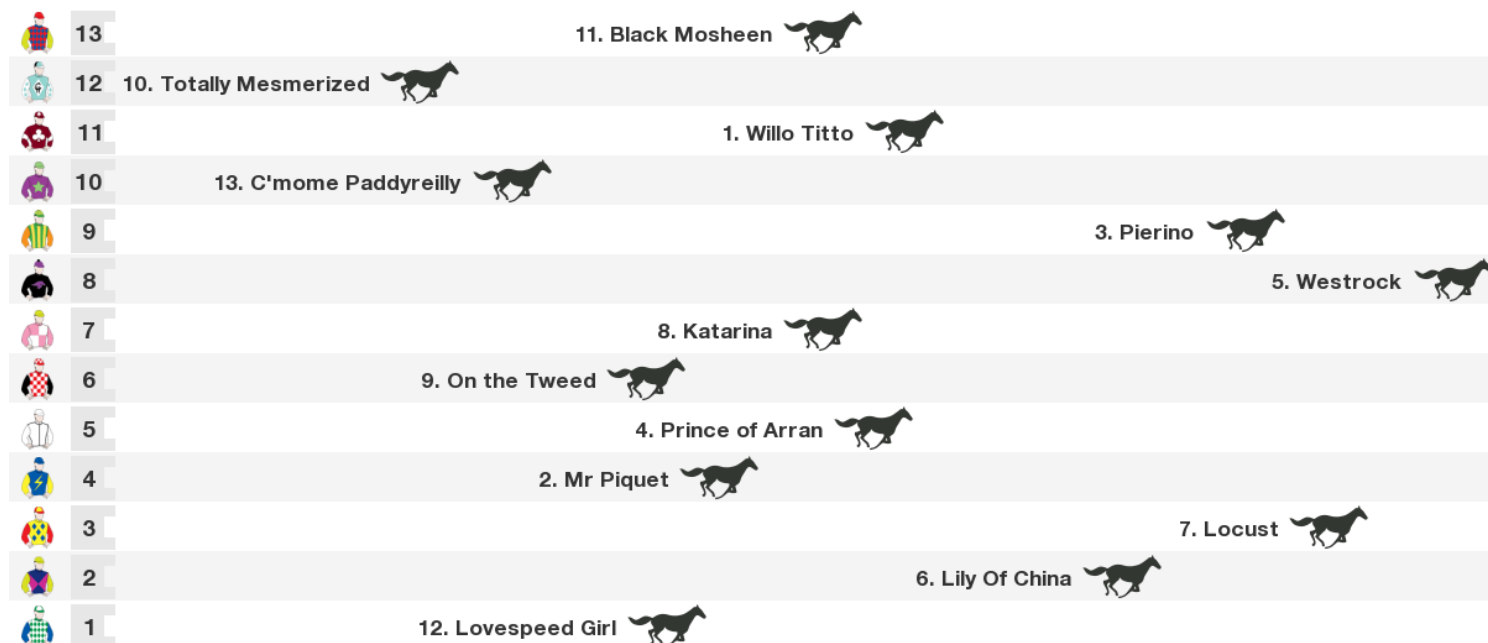 13 11. Black Mosheen
12 10. Totally Mesmerized
11 1. Willo Titto
10 13. C'mome Paddyreilly
9 3. Pierino
8 5. Westrock
7 8. Katarina
6 9. On the Tweed
5 4. Prince of Arran
4 2. Mr Piquet
3 7. Locust
2 6. Lily Of China
1 12. Lovespeed Girl